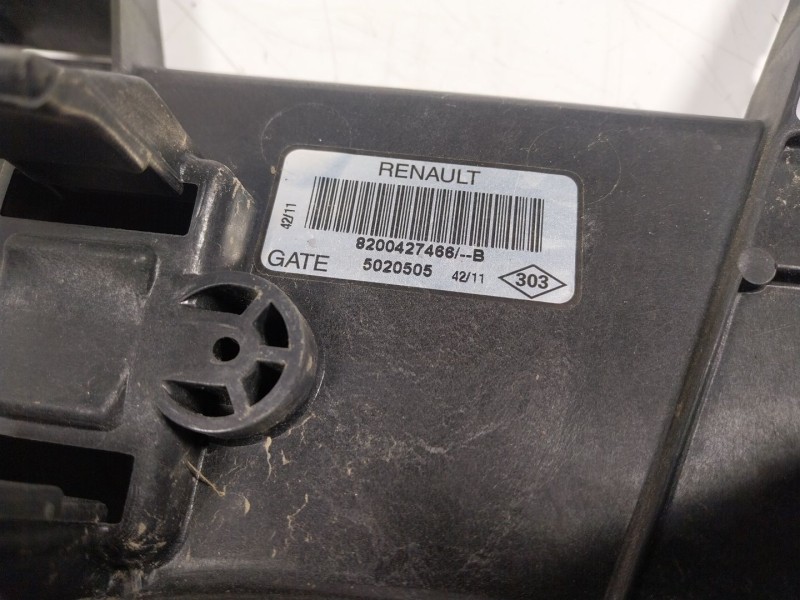 RENAULT
42/11
8200427466/--B
GATE 5020505 42/11 303